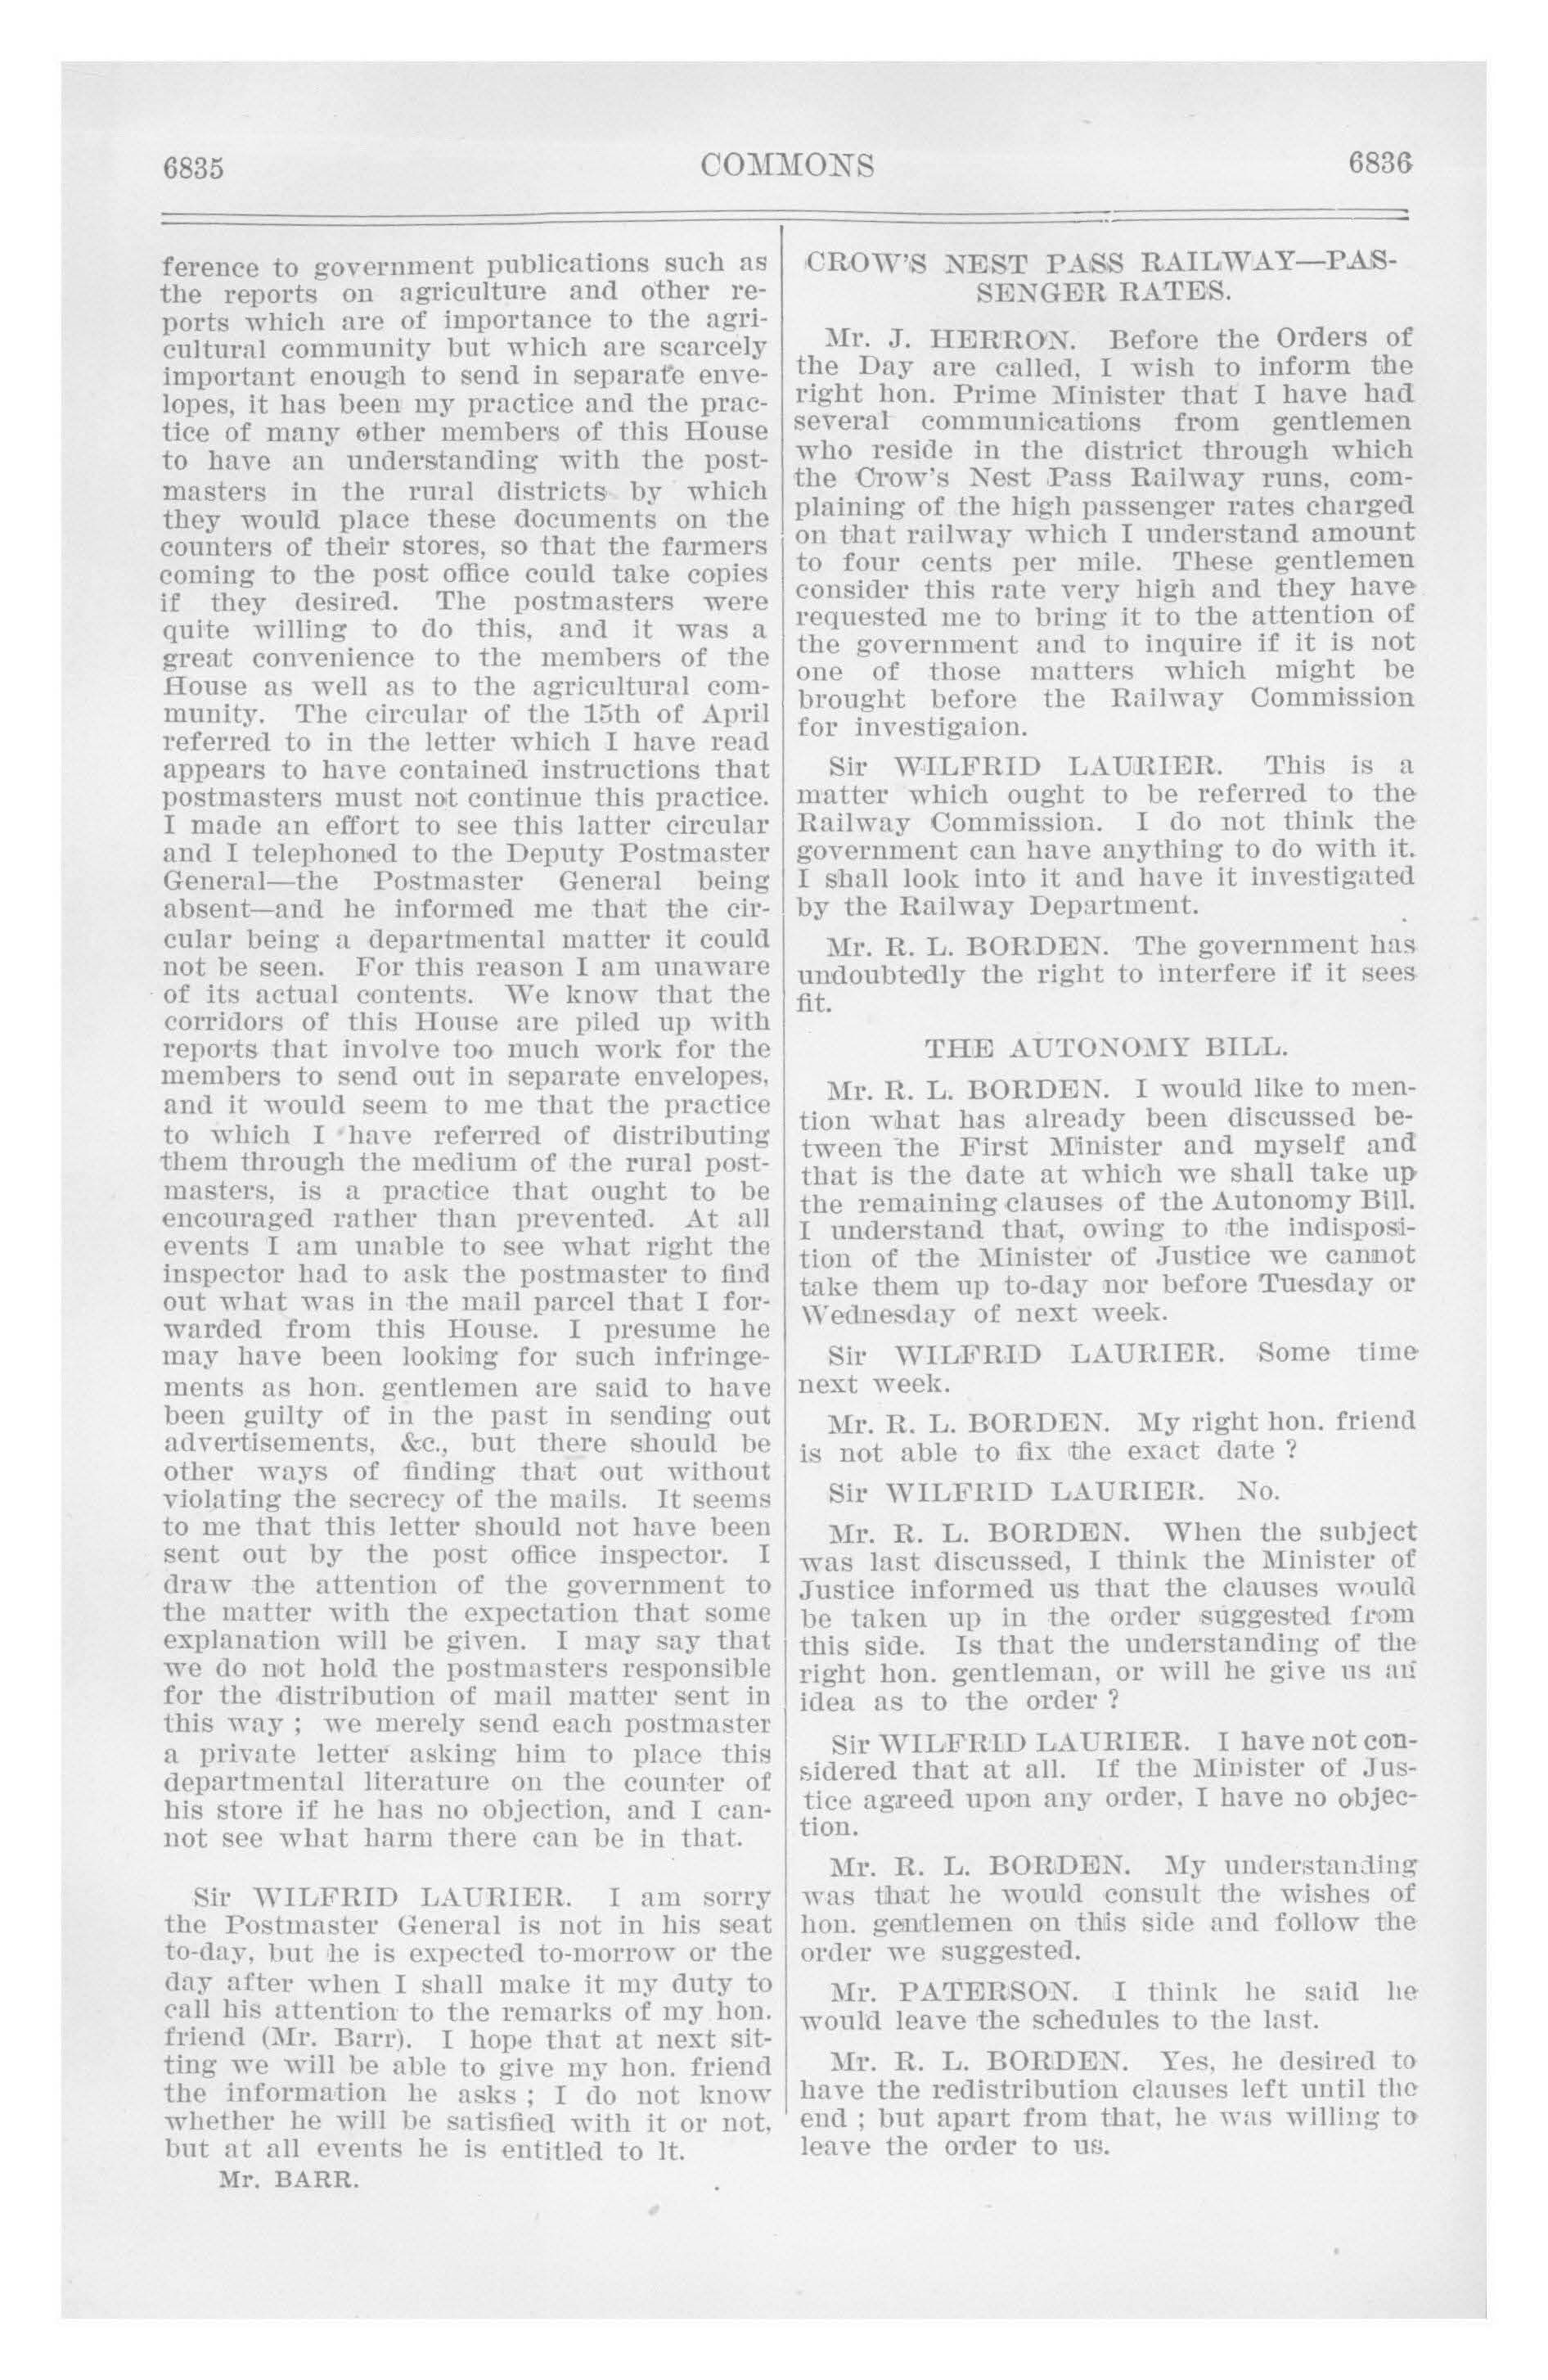 6835 COMMONS 6836
ference to government publications such as
the reports on agriculture and other re-
ports which are of importance to the agri-
cultural community but which are scarcely
important enough to send in separate enve-
lopes, it has been my practice and the prac-
tice of many other members of this House
to have an understanding with the post-
masters in the rural districts by which
they would place these documents on the
counters of their stores, so that the farmers
coming to the post office could take copies
if they desired. The postmasters were
quite willing to do this, and it was a
great convenience to the members of the
House as well as to the agricultural com-
munity. The circular of the 15th of April
referred to in the letter which I have read
appears to have contained instructions that
postmasters must not continue this practice.
I made an effort to see this latter circular
and I telephoned to the Deputy Postmaster
General—the Postmaster General being
absent—and he informed me that the cir-
cular being a departmental matter it could
not be seen. For this reason I am unaware
of its actual contents. We know that the
corridors of this House are piled up with
reports that involve too much work for the
members to send out in separate envelopes,
and it would seem to me that the practice
to which I have referred of distributing
them through the medium of the rural post-
masters, is a practice that ought to be
encouraged rather than prevented. At all
events I am unable to see what right the
inspector had to ask the postmaster to find
out what was in the mail parcel that I for-
warded from this House. I presume he
may have been looking for such infringe-
ments as hon. gentlemen are said to have
been guilty of in the past in sending out
advertisements, &c., but there should be
other ways of finding that out without
violating the secrecy of the mails. It seems
to me that this letter should not have been
sent out by the post office inspector. I
draw the attention of the government to
the matter with the expectation that some
explanation will be given. I may say that
we do not hold the postmasters responsible
for the distribution of mail matter sent in
this way ; we merely send each postmaster
a private letter asking him to place this
departmental literature on the counter of
his store if he has no objection, and I can-
not see what harm there can be in that.
Sir WILFRID LAURIER. I am sorry
the Postmaster General is not in his seat
to-day, but he is expected to-morrow or the
day after when I shall make it my duty to
call his attention to the remarks of my hon.
friend (Mr. Barr). I hope that at next sit-
ting we will be able to give my hon. friend
the information he asks ; I do not know
whether he will be satisfied with it or not,
but at all events he is entitled to it.
Mr. BARR.
CROW'S NEST PASS RAILWAY—PAS-
SENGER RATES.
Mr. J. HERRON. Before the Orders of
the Day are called, I wish to inform the
right hon. Prime Minister that I have had
several communications from gentlemen
who reside in the district through which
the Crow's Nest Pass Railway runs, com-
plaining of the high passenger rates charged
on that railway which I understand amount
to four cents per mile. These gentlemen
consider this rate very high and they have
requested me to bring it to the attention of
the government and to inquire if it is not
one of those matters which might be
brought before the Railway Commission
for investigaion.
Sir WILFRID LAURIER. This is a
matter which ought to be referred to the
Railway Commission. I do not think the
government can have anything to do with it.
I shall look into it and have it investigated
by the Railway Department.
Mr. R. L. BORDEN. The government has
undoubtedly the right to interfere if it sees
fit.
THE AUTONOMY BILL.
Mr. R. L. BORDEN. I would like to men-
tion what has already been discussed be-
tween the First Minister and myself and
that is the date at which we shall take up
the remaining clauses of the Autonomy Bill.
I understand that, owing to the indisposi-
tion of the Minister of Justice we cannot
take them up to-day nor before Tuesday or
Wednesday of next week.
Sir WILFRID LAURIER. Some time
next week.
Mr. R. L. BORDEN. My right hon. friend
is not able to fix the exact date ?
Sir WILFRID LAURIER. No.
Mr. R. L. BORDEN. When the subject
was last discussed, I think the Minister of
Justice informed us that the clauses would
be taken up in the order suggested from
this side. Is that the understanding of the
right hon. gentleman, or will he give us an
idea as to the order ?
Sir WILFRID LAURIER. I have not con-
sidered that at all. If the Minister of Jus-
tice agreed upon any order, I have no objec-
tion.
Mr. R. L. BORDEN. My understanding
was that he would consult the wishes of
hon. gentlemen on this side and follow the
order we suggested.
Mr. PATERSON. I think he said he
would leave the schedules to the last.
Mr. R. L. BORDEN. Yes, he desired to
have the redistribution clauses left until the
end ; but apart from that, he was willing to
leave the order to us.